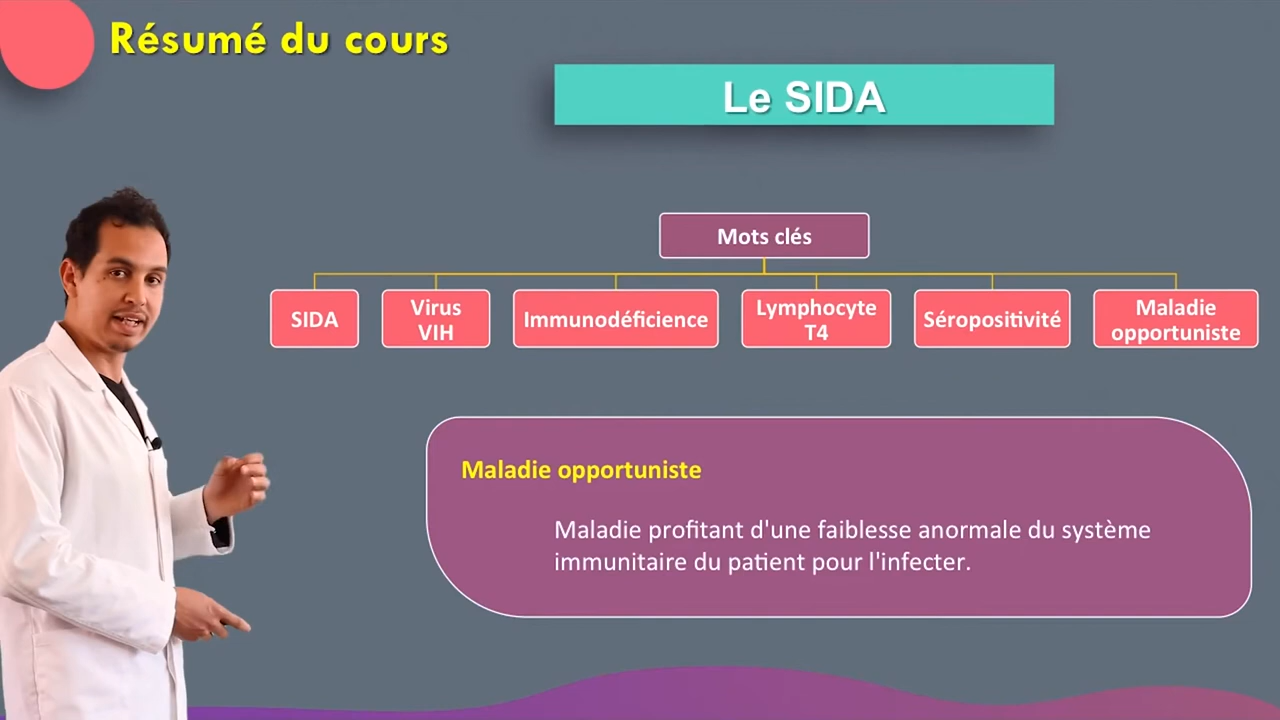 Résumé du cours
Le SIDA
Mots clés
SIDA
Virus
VIH
Immunodéficience
Lymphocyte
T4
Séropositivité
Maladie
opportuniste
Maladie opportuniste
Maladie profitant d'une faiblesse anormale du système
immunitaire du patient pour l'infecter.